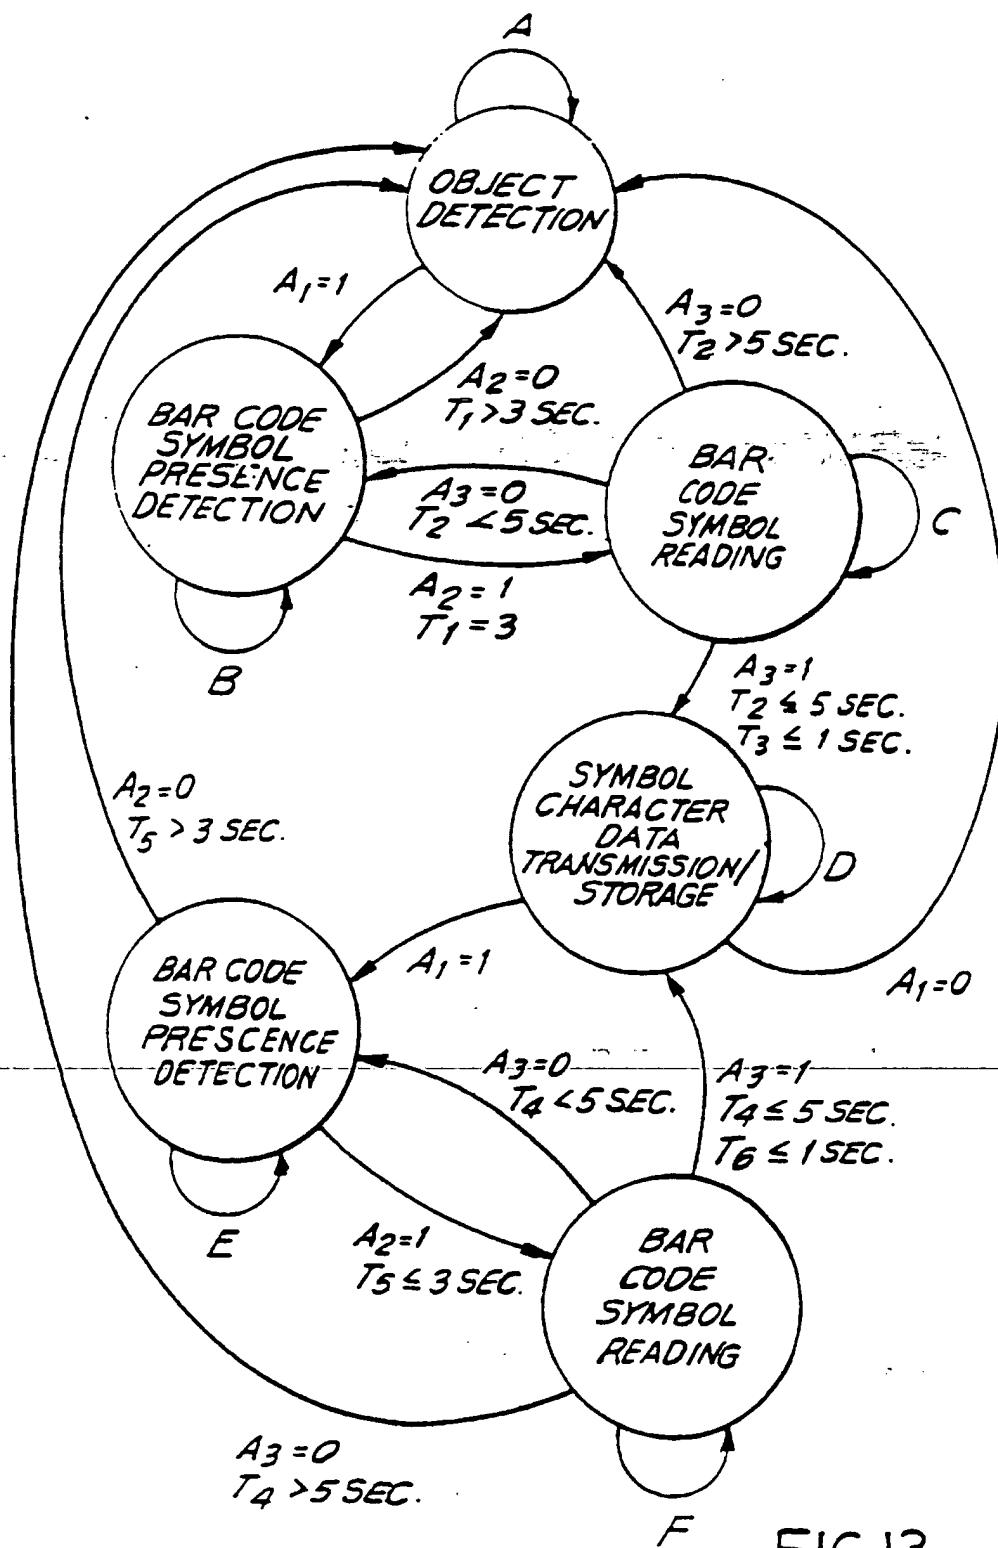 A
OBJECT
DETECTION
A1=1
A3=0
T2>5 SEC.
A2=0
T1>3 SEC.
BAR CODE
SYMBOL
PRESENCE
DETECTION
BAR
CODE
SYMBOL
READING
A3=0
T2<5 SEC.
C
A2=1
T1=3
B
A3=1
T2≤5 SEC.
T3≤1 SEC.
SYMBOL
CHARACTER
DATA
TRANSMISSION/
STORAGE
D
A2=0
T5>3 SEC.
A1=1
A1=0
BAR CODE
SYMBOL
PRESCENCE
DETECTION
A3=0
T4<5 SEC.
A3=1
T4≤5 SEC.
T6≤1 SEC.
E
A2=1
T5≤3 SEC.
BAR
CODE
SYMBOL
READING
A3=0
T4>5 SEC.
F
FIG.13